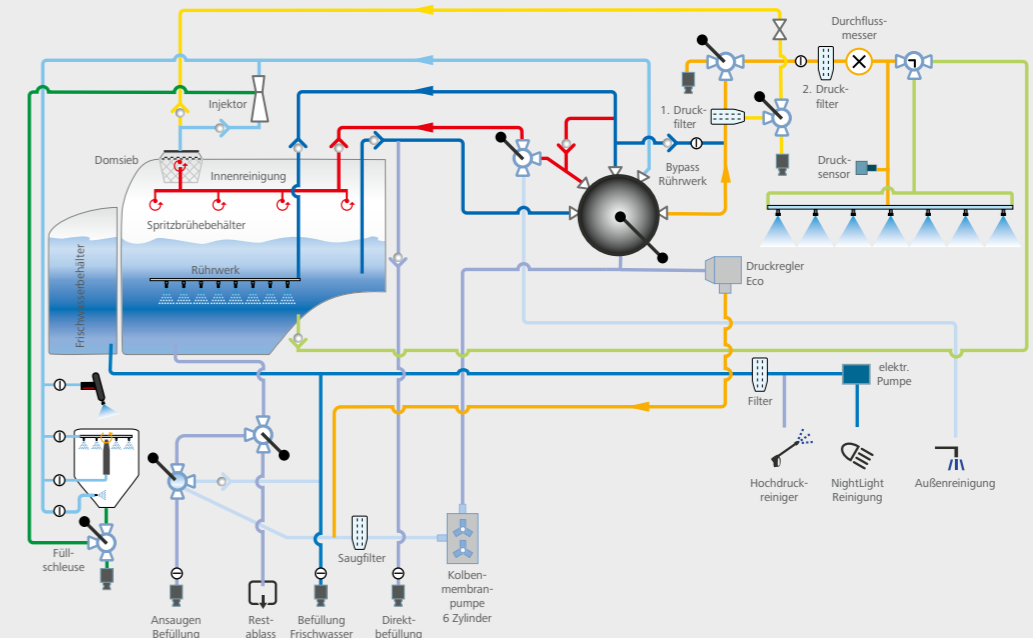 Durchfluss-
messer
Injektor
1. Druck-
filter
2. Druck-
filter
Domsieb
Innenreinigung
Bypass
Rührwerk
Druck-
sensor
Spritzbrühebehälter
Frischwasserbehälter
Rührwerk
Druckregler
Eco
elektr.
Pumpe
Filter
Hochdruck-
reiniger
NightLight
Reinigung
Außenreinigung
Füll-
schleuse
Saugfilter
Kolben-
membran-
pumpe
6 Zylinder
Ansaugen
Befüllung
Rest-
ablass
Befüllung
Frischwasser
Direkt-
befüllung